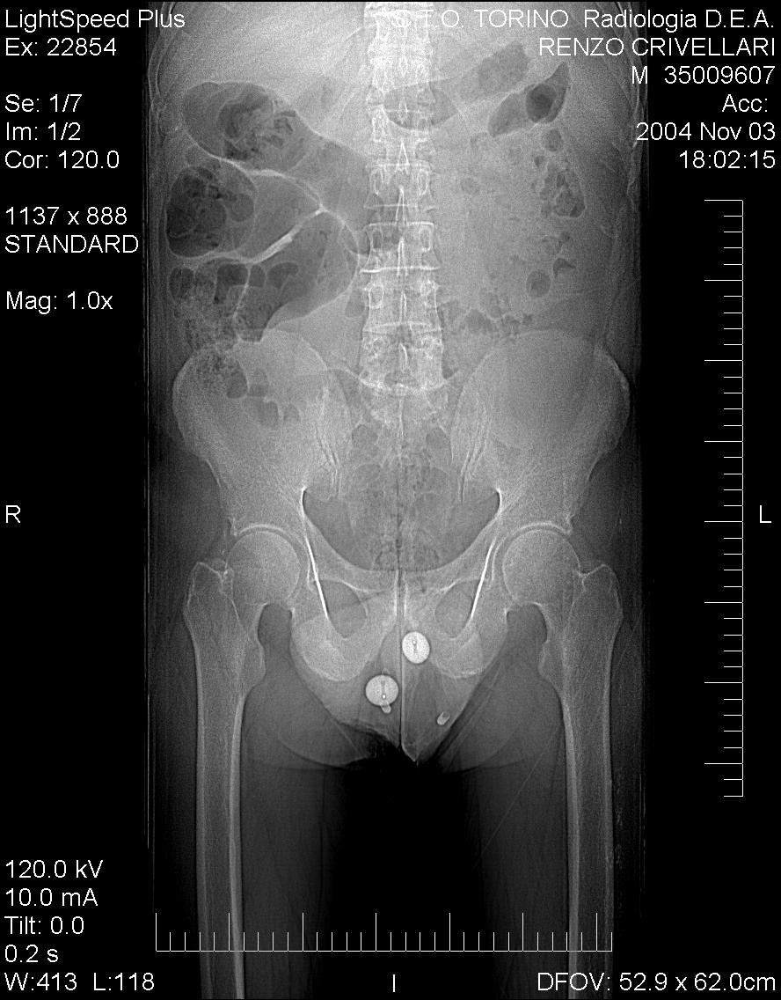 LightSpeed Plus
S.T.O. TORINO Radiologia D.E.A.
Ex: 22854
RENZO CRIVELLARI
M 35009607
Se: 1/7
Acc:
Im: 1/2
2004 Nov 03
Cor: 120.0
18:02:15
1137 x 888
STANDARD
Mag: 1.0x
R
L
120.0 kV
10.0 mA
Tilt: 0.0
0.2 s
W:413 L:118
I
DFOV: 52.9 x 62.0cm